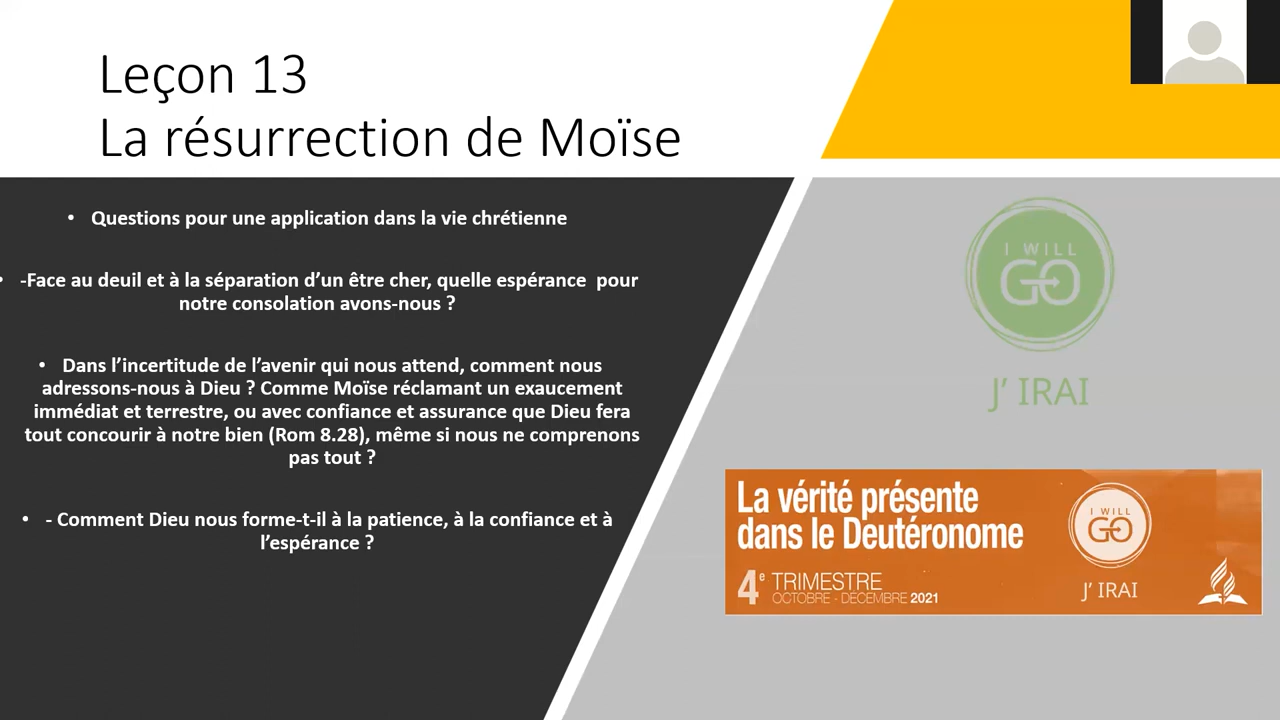 Leçon 13
La résurrection de Moïse
• Questions pour une application dans la vie chrétienne
• -Face au deuil et à la séparation d’un être cher, quelle espérance pour
notre consolation avons-nous ?
• Dans l’incertitude de l’avenir qui nous attend, comment nous
adressons-nous à Dieu ? Comme Moïse réclamant un exaucement
immédiat et terrestre, ou avec confiance et assurance que Dieu fera
tout concourir à notre bien (Rom 8.28), même si nous ne comprenons
pas tout ?
• - Comment Dieu nous forme-t-il à la patience, à la confiance et à
l’espérance ?
I WILL
GO
J’ IRAI
La vérité présente
dans le Deutéronome
4e TRIMESTRE
OCTOBRE - DÉCEMBRE 2021
I WILL
GO
J’ IRAI